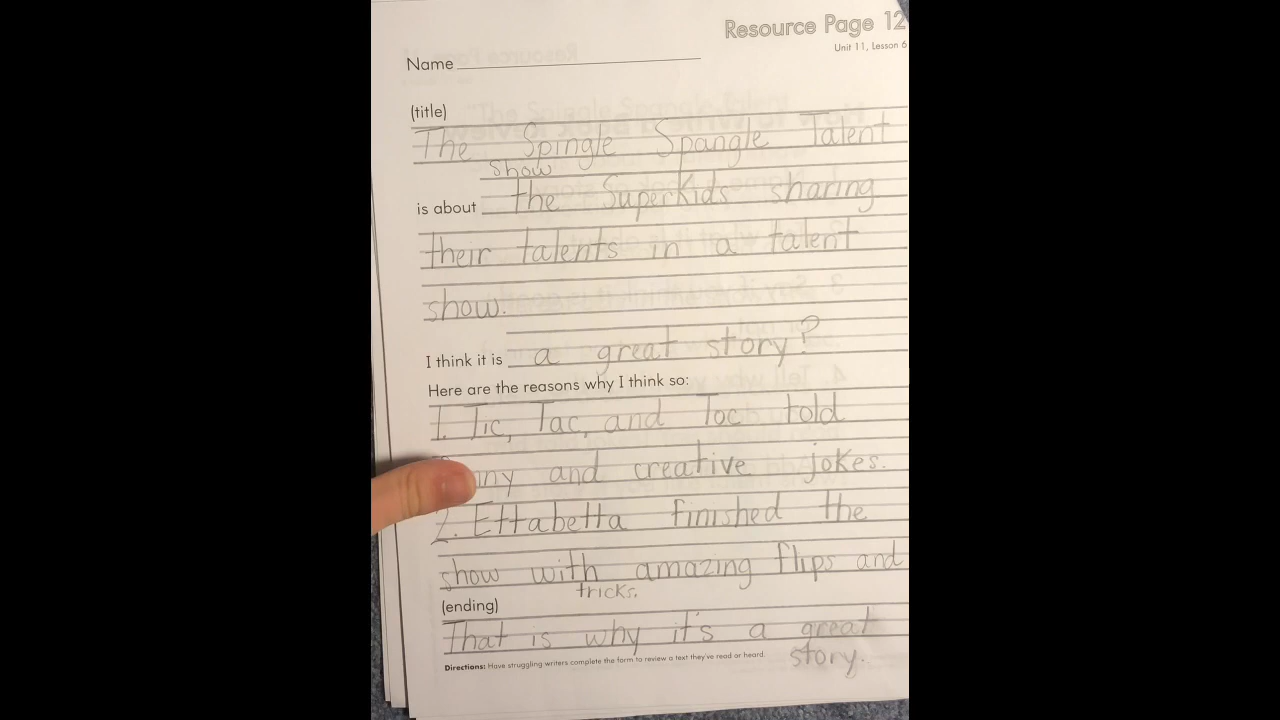 Resource Page 12
Unit 11, Lesson 6
Name
(title)
The Spingle Spangle Talent
show
is about the Superkids sharing
their talents in a talent
show.
I think it is a great story?
Here are the reasons why I think so:
1. Tic, Tac, and Toc told
and creative jokes.
2. Ettabetta finished the
show with amazing flips and
tricks.
(ending)
That is why it's a great
story.
Directions: Have struggling writers complete the form to review a text they've read or heard.